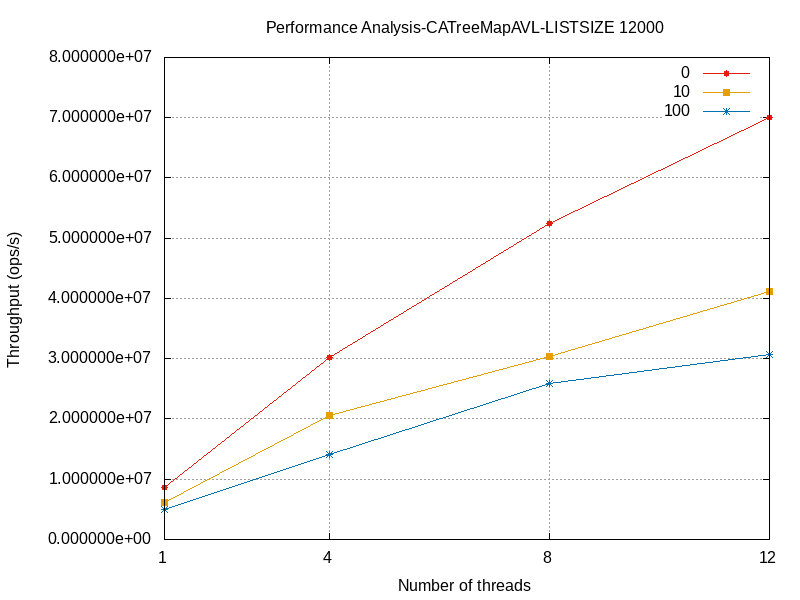 Performance Analysis-CATreeMapAVL-LISTSIZE 12000
8.000000e+07
7.000000e+07
6.000000e+07
5.000000e+07
4.000000e+07
3.000000e+07
2.000000e+07
1.000000e+07
0.000000e+00
Throughput (ops/s)
0
10
100
1 4 8 12
Number of threads